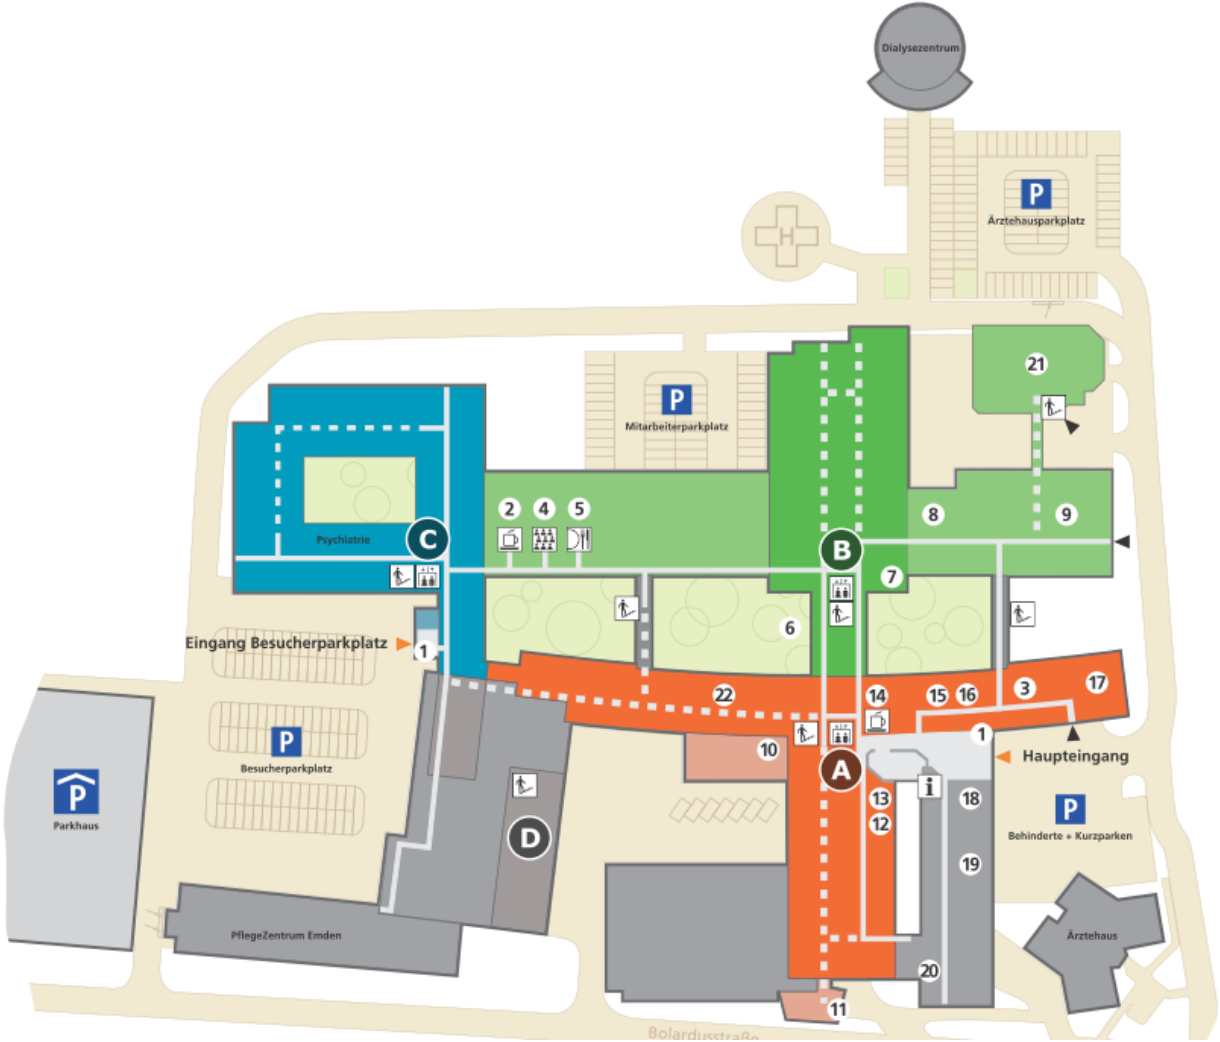 Dialysezentrum
P
Ärztehausparkplatz
H
21
P
Mitarbeiterparkplatz
2
4
5
8
9
Psychiatrie
C
B
7
6
Eingang Besucherparkplatz
1
22
14
15
16
3
17
10
1
Haupteingang
P
Besucherparkplatz
A
i
13
18
12
P
Parkhaus
P
Behinderte + Kurzparken
D
19
PflegeZentrum Emden
Ärztehaus
20
11
Bolardusstraße